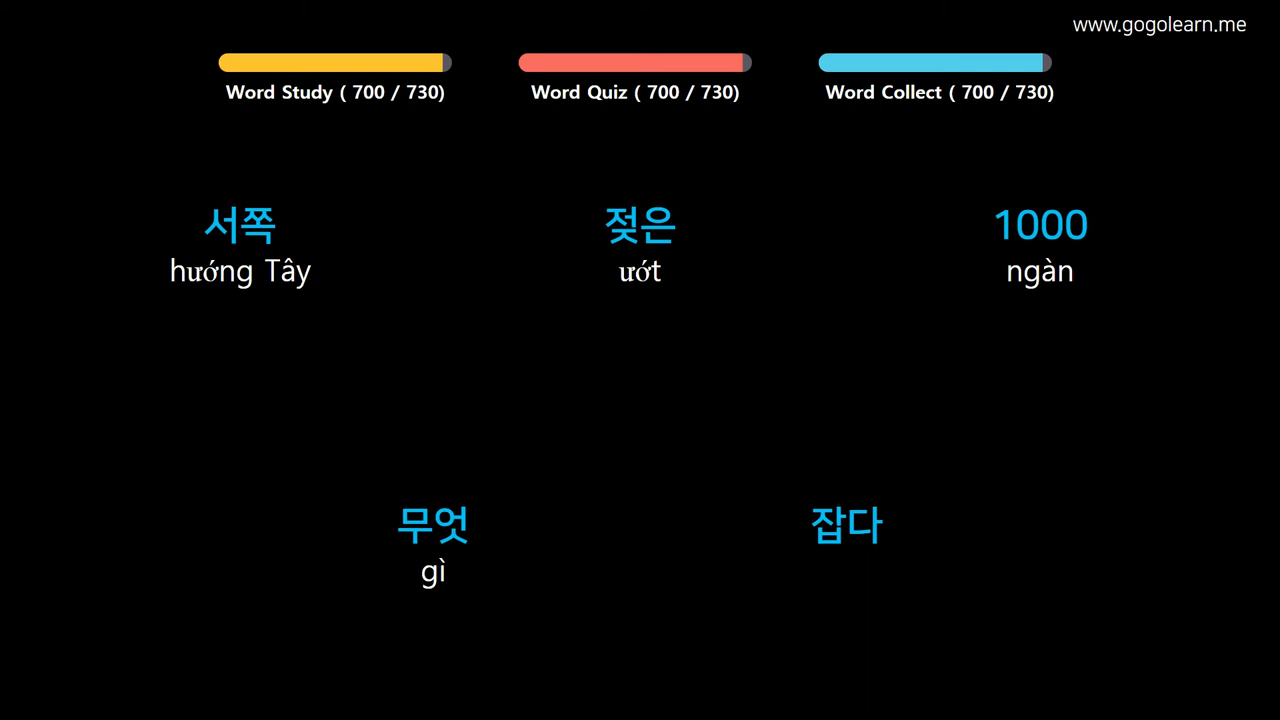 www.gogolearn.me
Word Study ( 700 / 730)
Word Quiz ( 700 / 730)
Word Collect ( 700 / 730)
서쪽
hướng Tây
젖은
ướt
1000
ngàn
무엇
gì
잡다